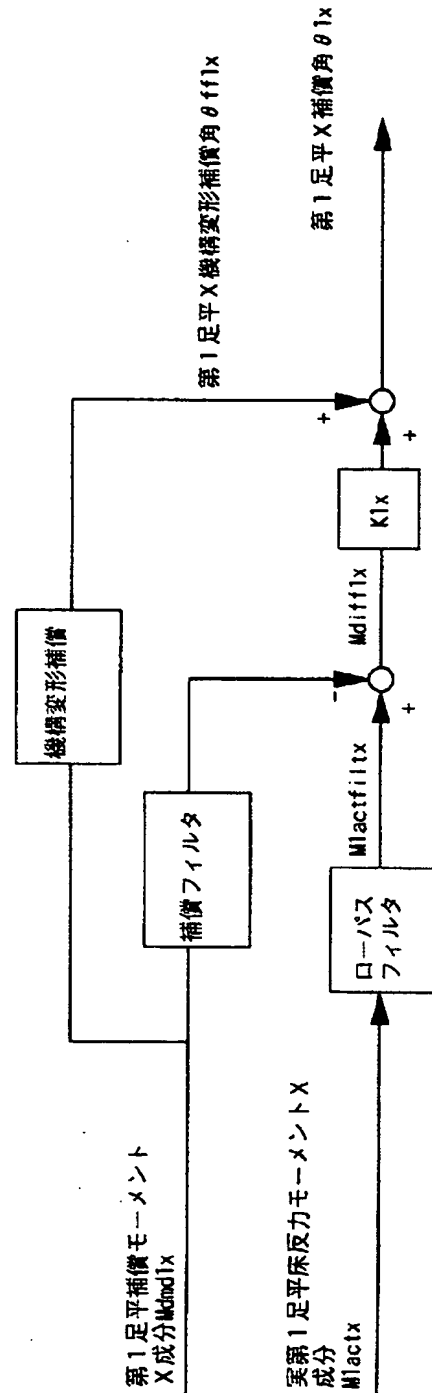 第1足平補償モーメント
X成分Mdmd1x
機構変形補償
補償フィルタ
第1足平X機構変形補償角θff1x
実第1足平床反力モーメントX
成分
M1actx
ローパス
フィルタ
M1actfiltx
-
+
Mdiff1x
K1x
+
+
第1足平X補償角θ1x